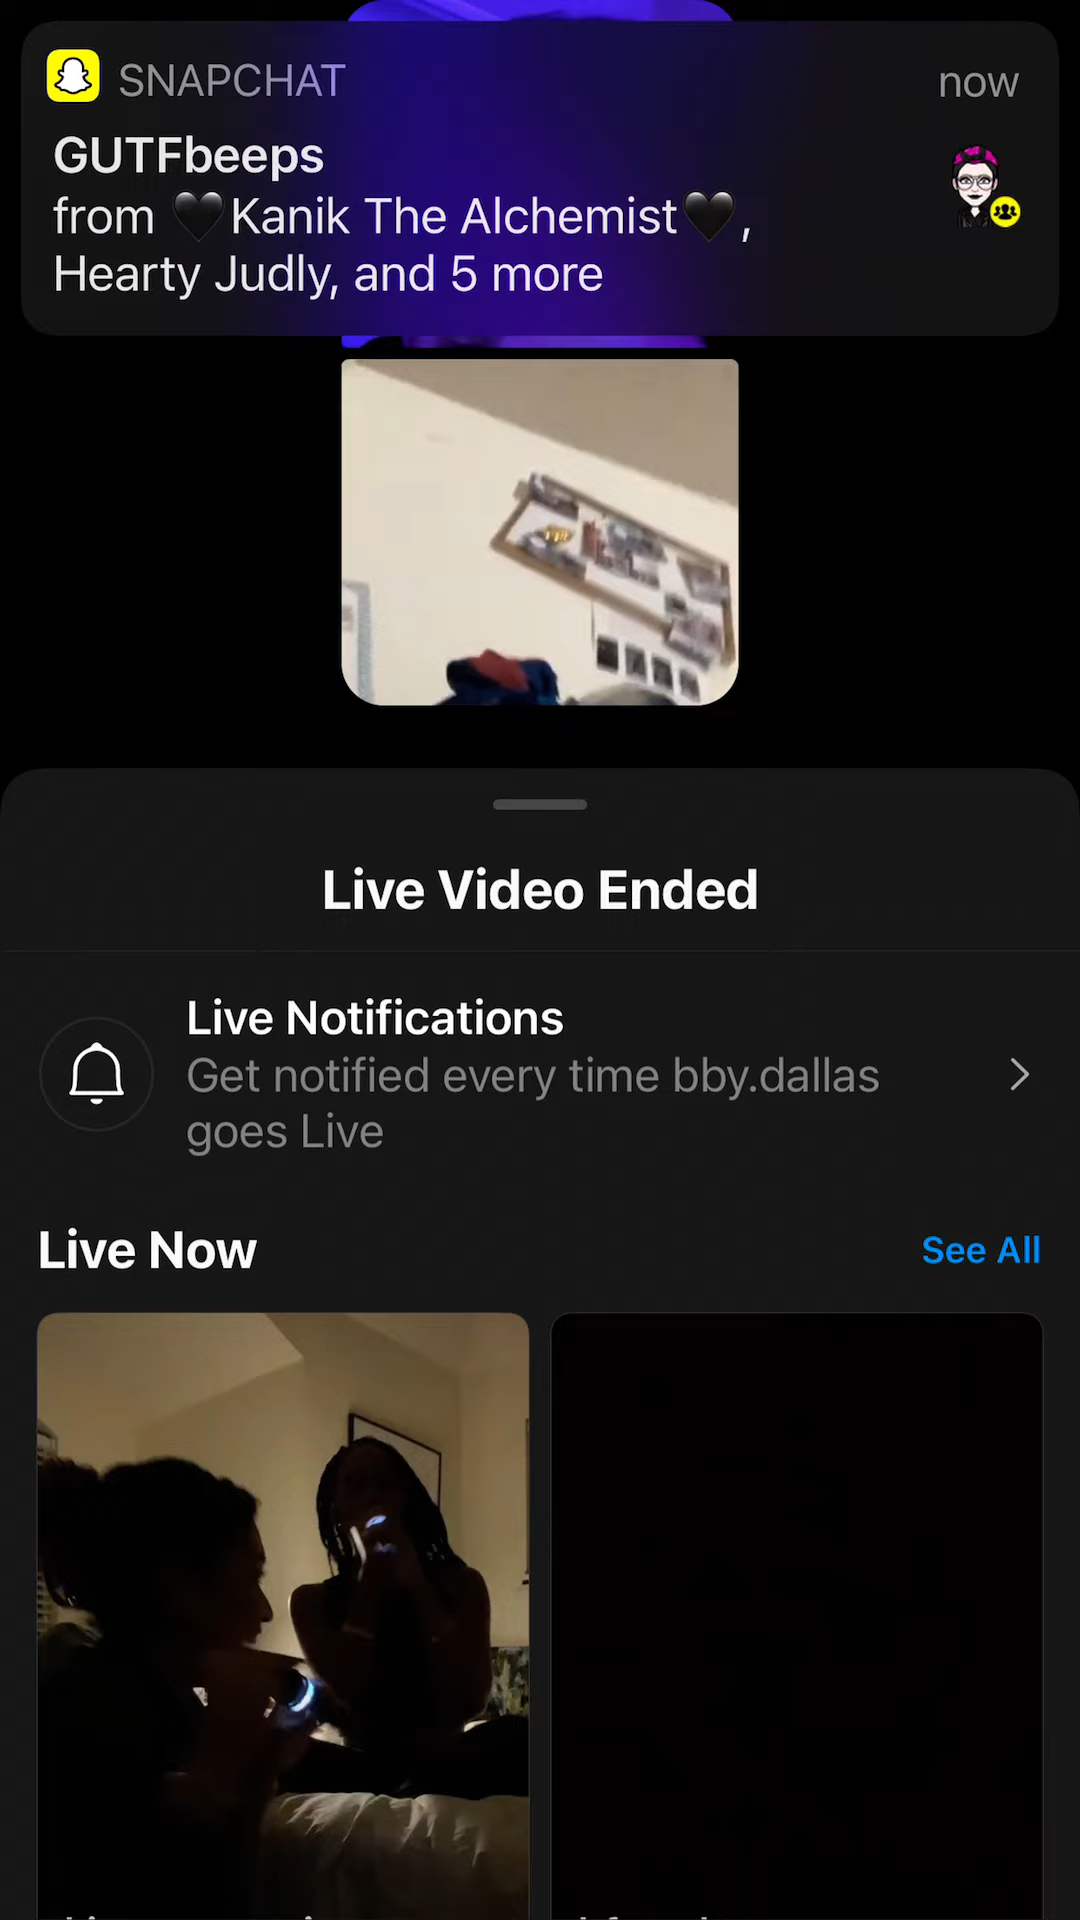 SNAPCHAT
now
GUTFbeeps
from 🖤Kanik The Alchemist🖤,
Hearty Judly, and 5 more
Live Video Ended
Live Notifications
Get notified every time bby.dallas
goes Live
Live Now
See All